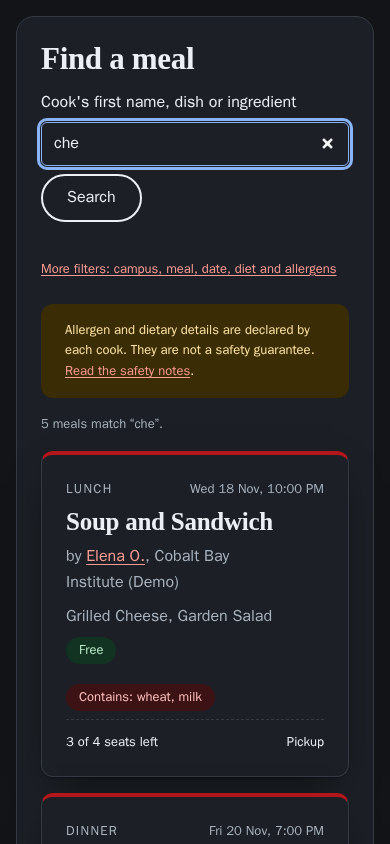 Find a meal
Cook's first name, dish or ingredient
che
Search
More filters: campus, meal, date, diet and allergens
Allergen and dietary details are declared by
each cook. They are not a safety guarantee.
Read the safety notes.
5 meals match “che”.
LUNCH
Wed 18 Nov, 10:00 PM
Soup and Sandwich
by Elena O., Cobalt Bay
Institute (Demo)
Grilled Cheese, Garden Salad
Free
Contains: wheat, milk
3 of 4 seats left
Pickup
DINNER
Fri 20 Nov, 7:00 PM